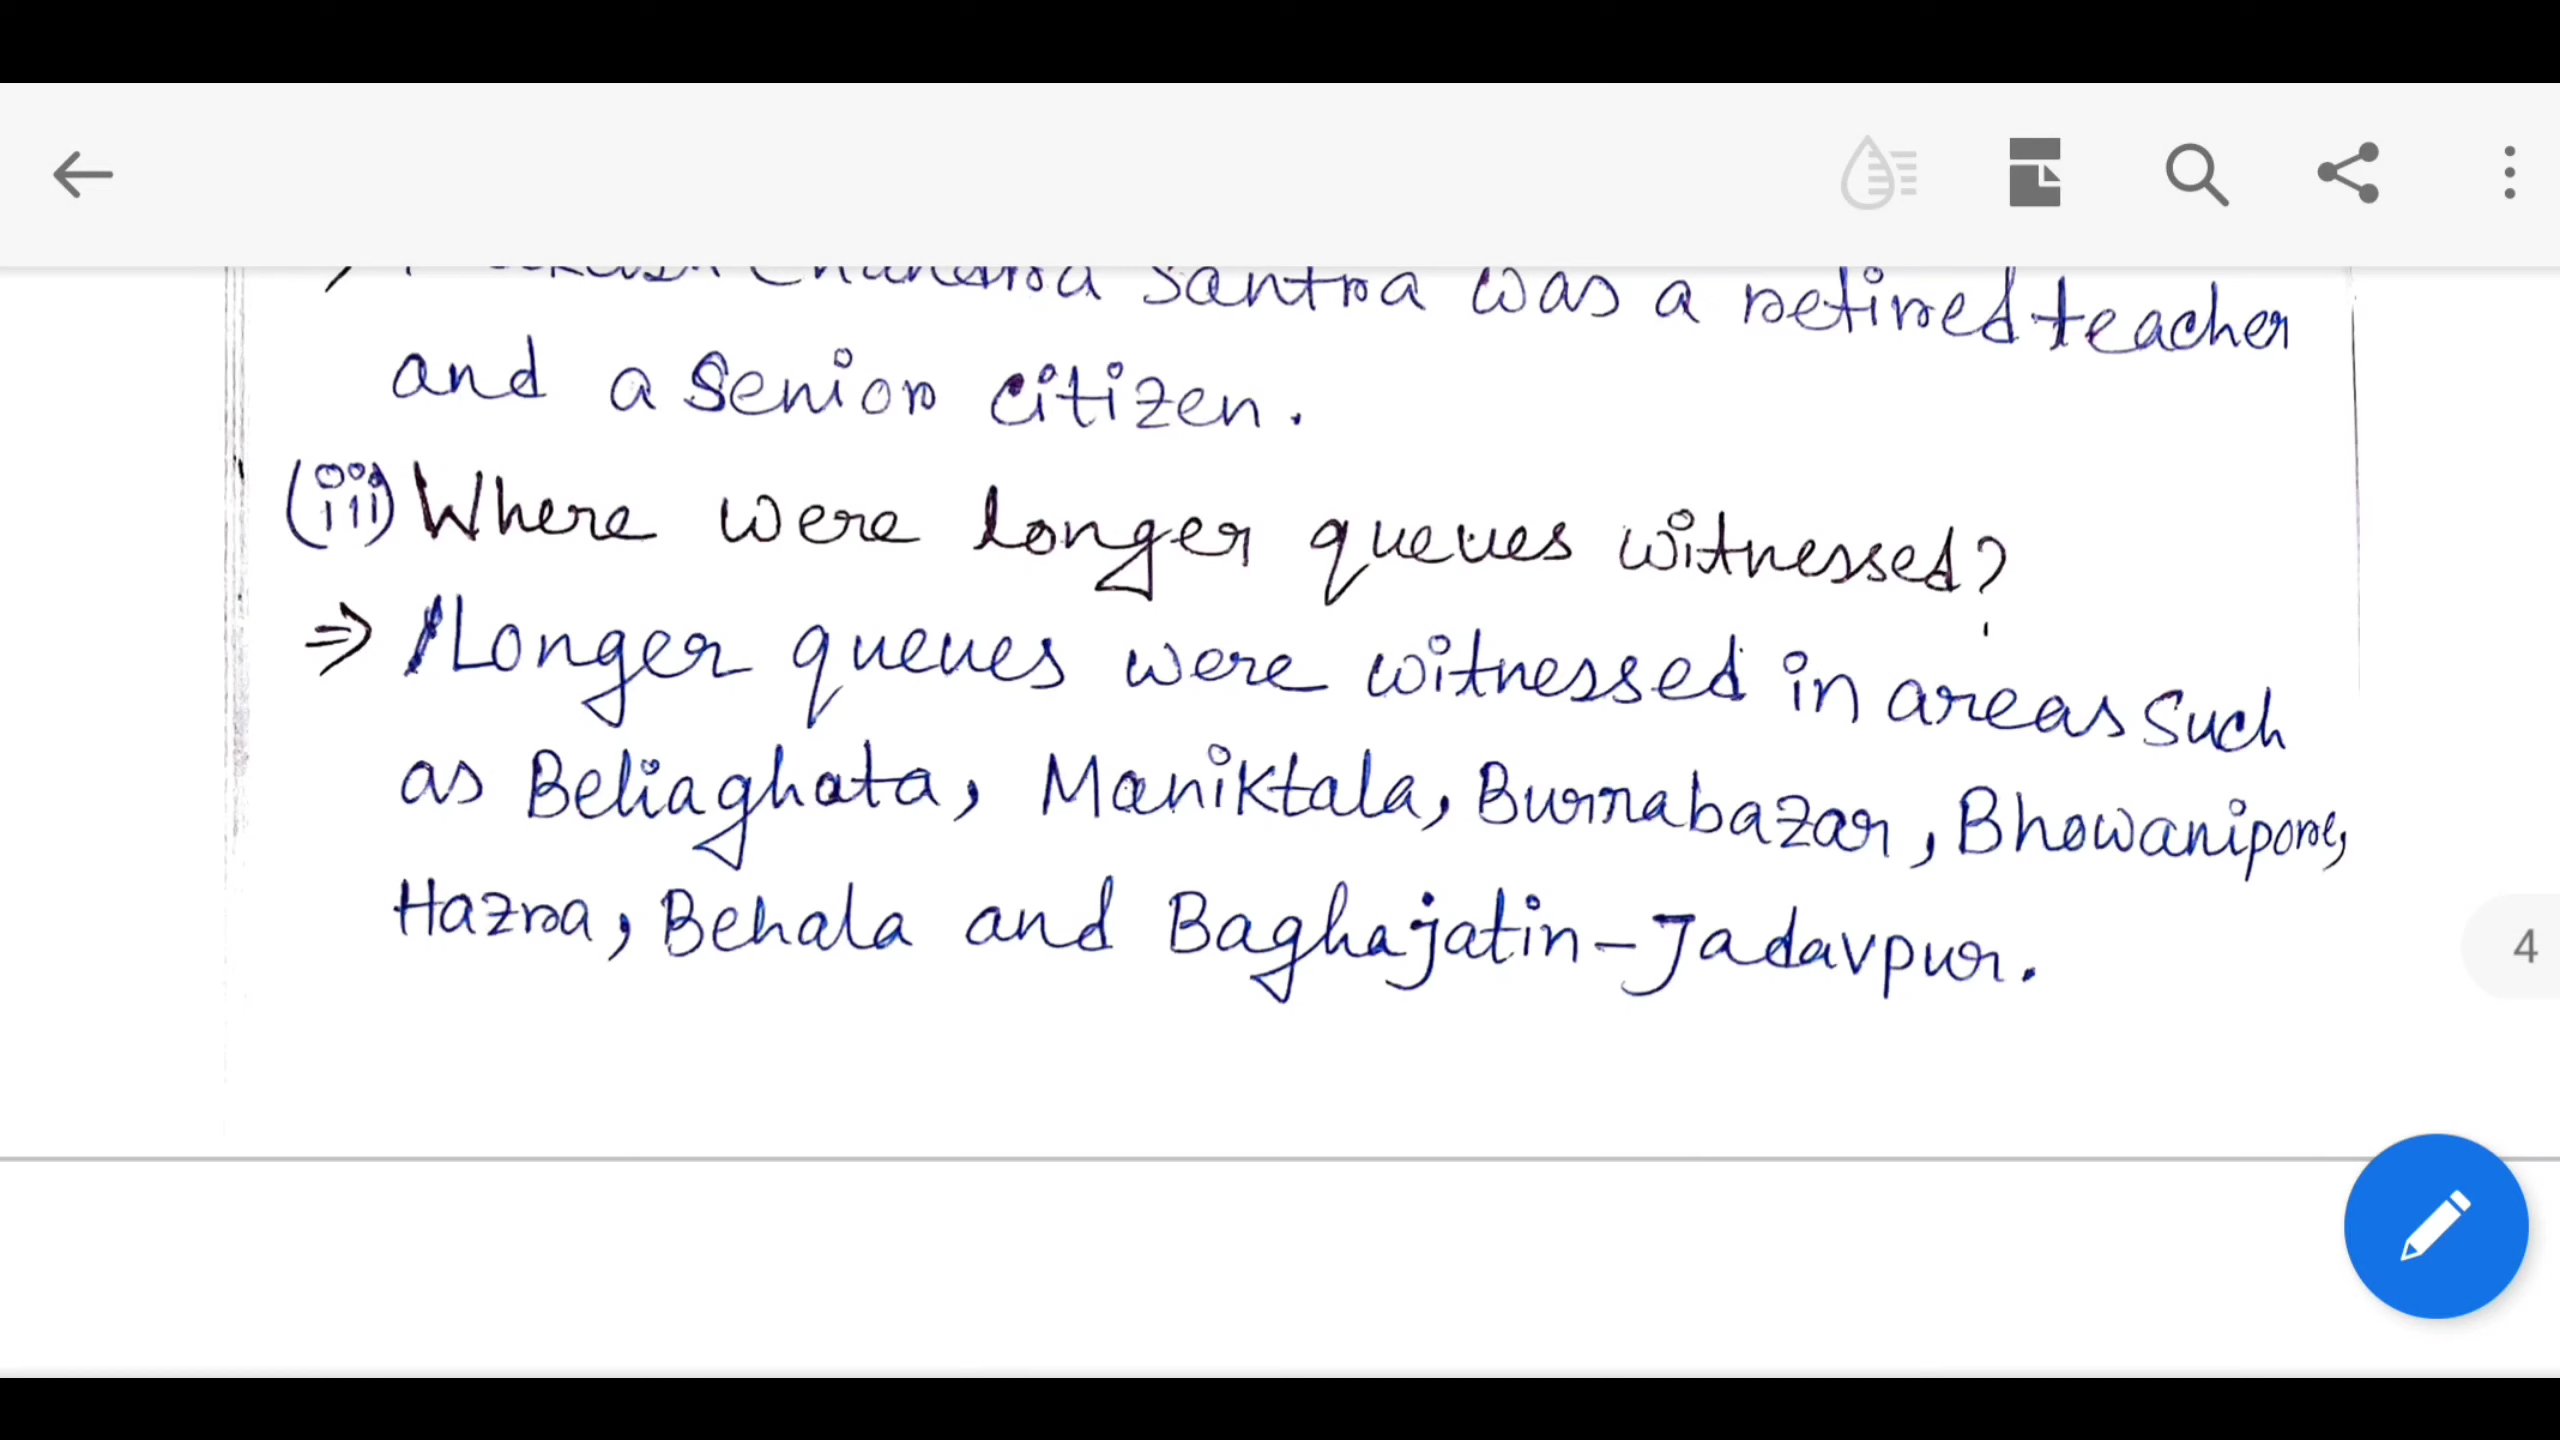 Chandra Santra was a retired teacher
and a Senior citizen.
(iii) Where were longer queues witnessed?
⇒ Longer queues were witnessed in areas Such
as Beliaghata, Maniktala, Burrabazar, Bhowanipore,
Hazra, Behala and Baghajatin-Jadavpur.
4